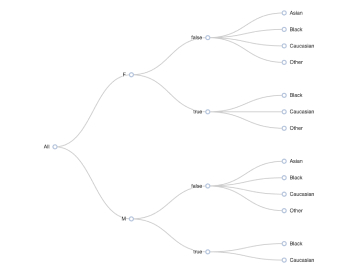 All
F
false
Asian
Black
Caucasian
Other
true
Black
Caucasian
Other
M
false
Asian
Black
Caucasian
Other
true
Black
Caucasian